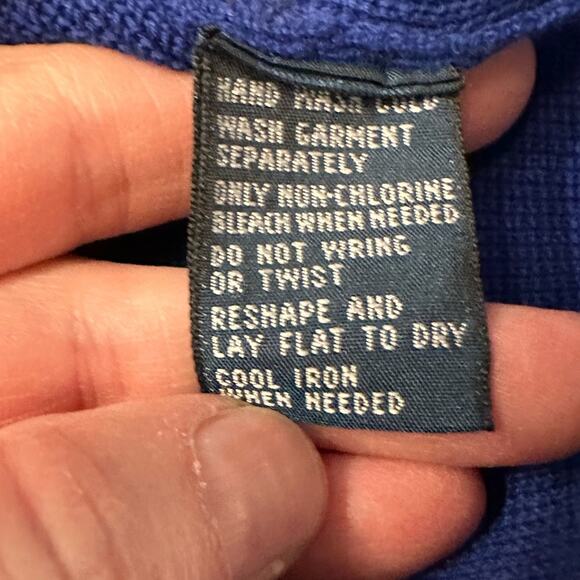 HAND WASH COLD
WASH GARMENT
SEPARATELY
ONLY NON-CHLORINE
BLEACH WHEN NEEDED
DO NOT WRING
OR TWIST
RESHAPE AND
LAY FLAT TO DRY
COOL IRON
WHEN NEEDED